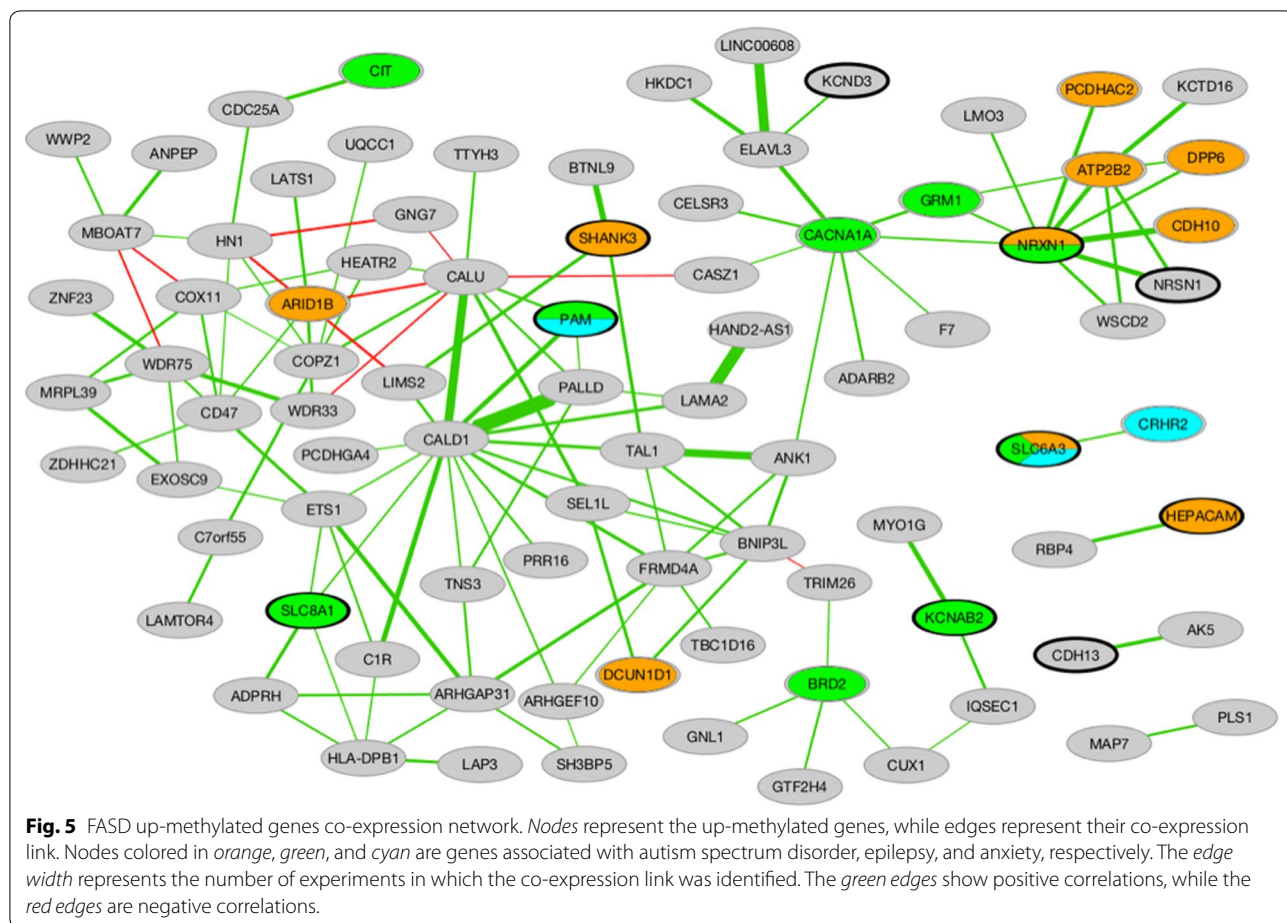 LINC00608
CIT
HKDC1
KCND3
PCDHAC2
KCTD16
CDC25A
LMO3
WWP2
UQCC1
ANPEP
TTYH3
ELAVL3
DPP6
BTNL9
ATP2B2
LATS1
GRM1
CELSR3
GNG7
MBOAT7
HN1
SHANK3
CACNA1A
CDH10
NRXN1
HEATR2
CALU
CASZ1
NRSN1
ZNF23
COX11
ARID1B
PAM
HAND2-AS1
F7
WSCD2
COPZ1
WDR75
LIMS2
PALLD
ADARB2
MRPL39
CD47
WDR33
LAMA2
CRHR2
CALD1
SLC6A3
PCDHGA4
TAL1
ANK1
ZDHHC21
EXOSC9
SEL1L
ETS1
HEPACAM
MYO1G
C7orf55
BNIP3L
RBP4
PRR16
FRMD4A
TNS3
TRIM26
SLC8A1
LAMTOR4
KCNAB2
TBC1D16
AK5
C1R
CDH13
DCUN1D1
BRD2
ADPRH
ARHGAP31
ARHGEF10
IQSEC1
PLS1
GNL1
MAP7
HLA-DPB1
LAP3
SH3BP5
CUX1
GTF2H4
Fig. 5 FASD up-methylated genes co-expression network. Nodes represent the up-methylated genes, while edges represent their co-expression
link. Nodes colored in orange, green, and cyan are genes associated with autism spectrum disorder, epilepsy, and anxiety, respectively. The edge
width represents the number of experiments in which the co-expression link was identified. The green edges show positive correlations, while the
red edges are negative correlations.